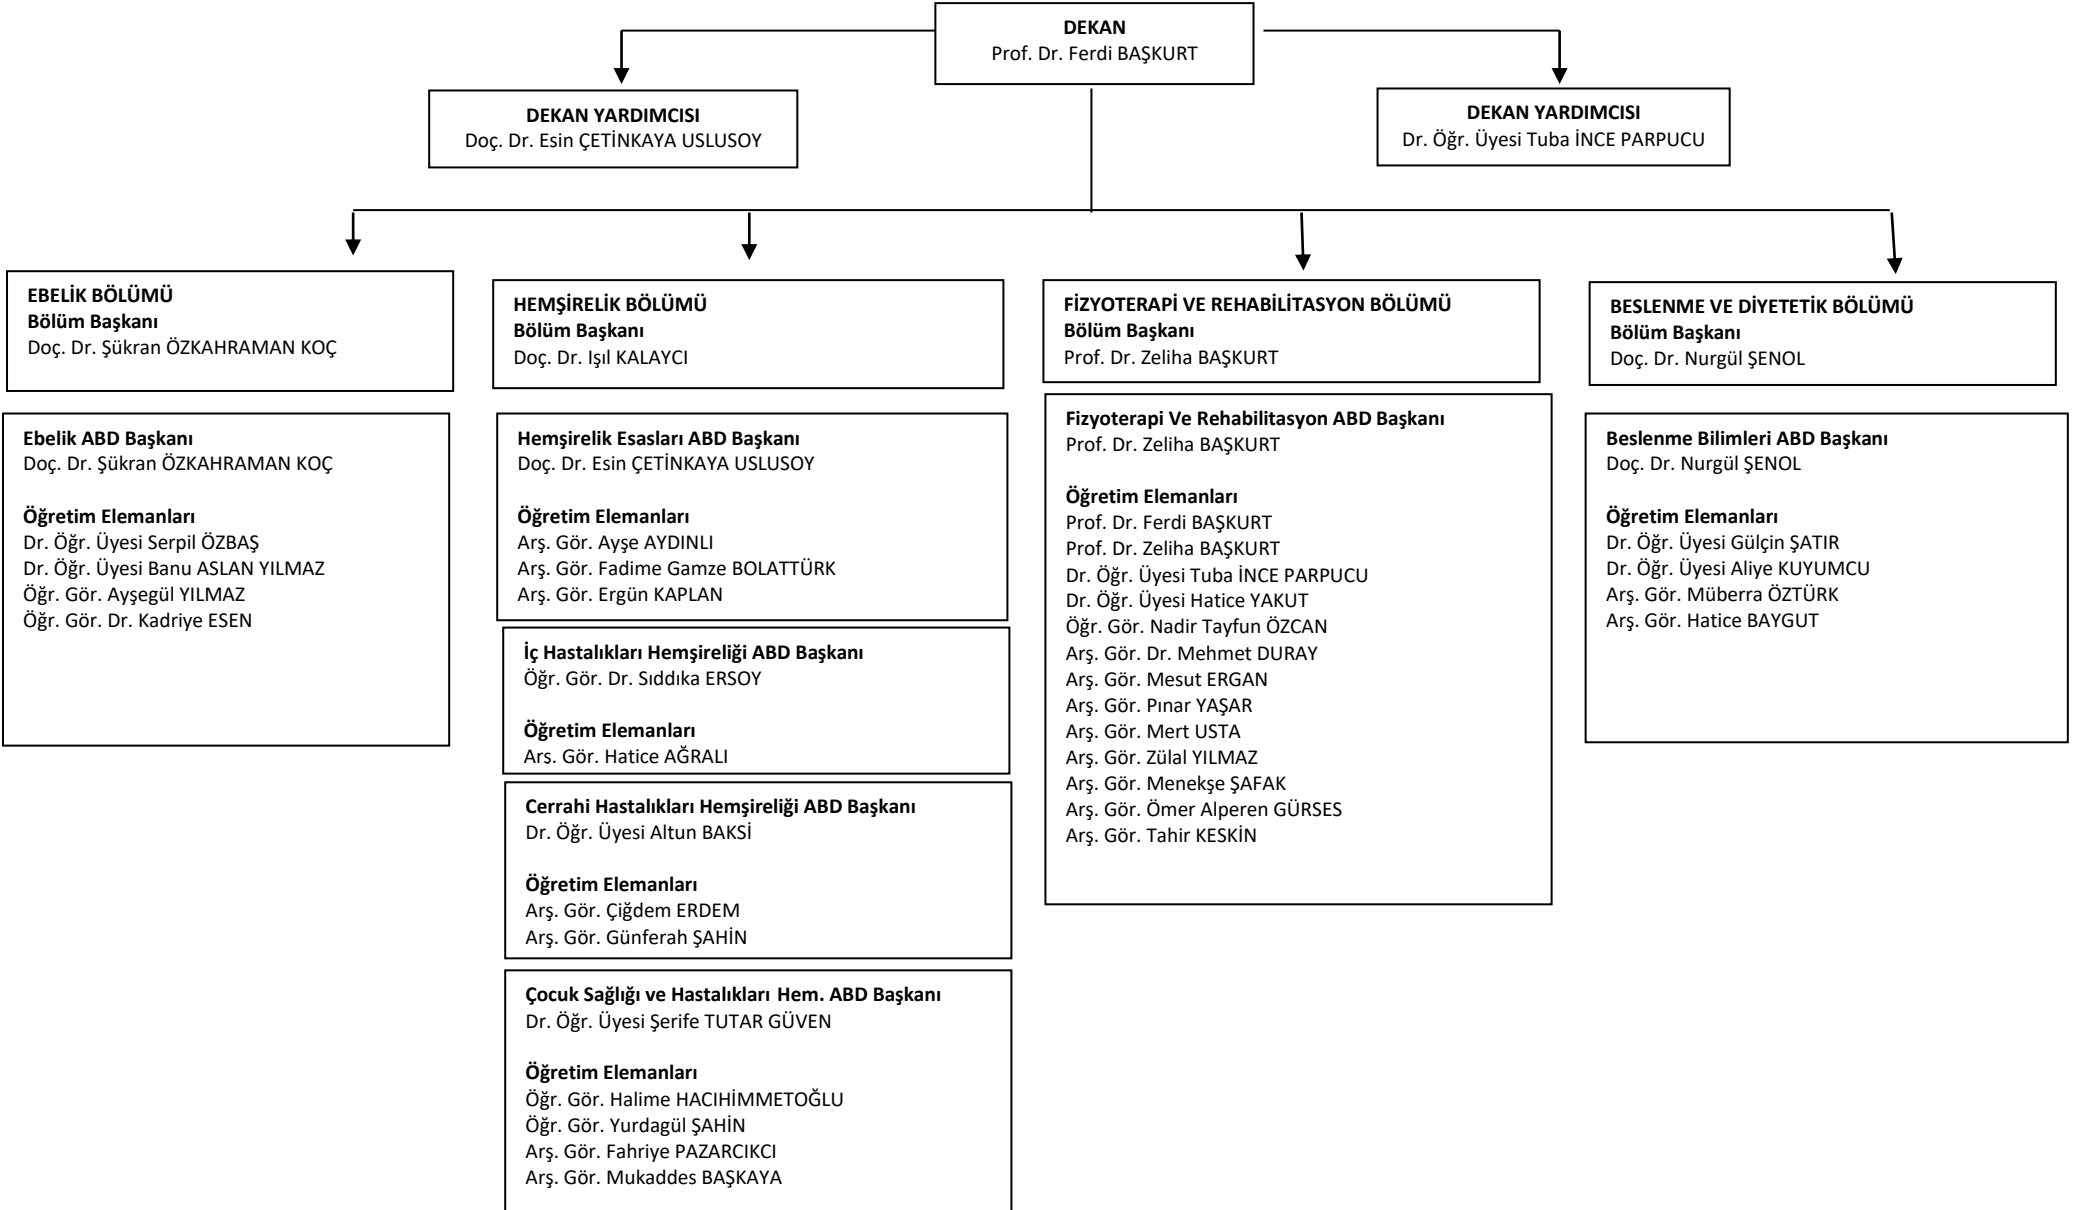 DEKAN
Prof. Dr. Ferdi BAŞKURT
DEKAN YARDIMCISI
Doç. Dr. Esin ÇETİNKAYA USLUSOY
DEKAN YARDIMCISI
Dr. Öğr. Üyesi Tuba İNCE PARPUCU
EBELİK BÖLÜMÜ
Bölüm Başkanı
Doç. Dr. Şükran ÖZKAHRAMAN KOÇ
Ebelik ABD Başkanı
Doç. Dr. Şükran ÖZKAHRAMAN KOÇ
Öğretim Elemanları
Dr. Öğr. Üyesi Serpil ÖZBAŞ
Dr. Öğr. Üyesi Banu ASLAN YILMAZ
Öğr. Gör. Ayşegül YILMAZ
Öğr. Gör. Dr. Kadriye ESEN
HEMŞİRELİK BÖLÜMÜ
Bölüm Başkanı
Doç. Dr. Işıl KALAYCI
Hemşirelik Esasları ABD Başkanı
Doç. Dr. Esin ÇETİNKAYA USLUSOY
Öğretim Elemanları
Arş. Gör. Ayşe AYDINLI
Arş. Gör. Fadime Gamze BOLATTÜRK
Arş. Gör. Ergün KAPLAN
İç Hastalıkları Hemşireliği ABD Başkanı
Öğr. Gör. Dr. Sıddıka ERSOY
Öğretim Elemanları
Arş. Gör. Hatice AĞRALI
Cerrahi Hastalıkları Hemşireliği ABD Başkanı
Dr. Öğr. Üyesi Altun BAKSİ
Öğretim Elemanları
Arş. Gör. Çiğdem ERDEM
Arş. Gör. Günferah ŞAHİN
Çocuk Sağlığı ve Hastalıkları Hem. ABD Başkanı
Dr. Öğr. Üyesi Şerife TUTAR GÜVEN
Öğretim Elemanları
Öğr. Gör. Halime HACIHİMMETOĞLU
Öğr. Gör. Yurdagül ŞAHİN
Arş. Gör. Fahriye PAZARCIKCI
Arş. Gör. Mukaddes BAŞKAYA
FİZYOTERAPİ VE REHABİLİTASYON BÖLÜMÜ
Bölüm Başkanı
Prof. Dr. Zeliha BAŞKURT
Fizyoterapi Ve Rehabilitasyon ABD Başkanı
Prof. Dr. Zeliha BAŞKURT
Öğretim Elemanları
Prof. Dr. Ferdi BAŞKURT
Prof. Dr. Zeliha BAŞKURT
Dr. Öğr. Üyesi Tuba İNCE PARPUCU
Dr. Öğr. Üyesi Hatice YAKUT
Öğr. Gör. Nadir Tayfun ÖZCAN
Arş. Gör. Dr. Mehmet DURAY
Arş. Gör. Mesut ERGAN
Arş. Gör. Pınar YAŞAR
Arş. Gör. Mert USTA
Arş. Gör. Zülal YILMAZ
Arş. Gör. Menekşe ŞAFAK
Arş. Gör. Ömer Alperen GÜRSES
Arş. Gör. Tahir KESKİN
BESLENME VE DİYETETİK BÖLÜMÜ
Bölüm Başkanı
Doç. Dr. Nurgül ŞENOL
Beslenme Bilimleri ABD Başkanı
Doç. Dr. Nurgül ŞENOL
Öğretim Elemanları
Dr. Öğr. Üyesi Gülçin ŞATIR
Dr. Öğr. Üyesi Aliye KUYUMCU
Arş. Gör. Müberra ÖZTÜRK
Arş. Gör. Hatice BAYGUT